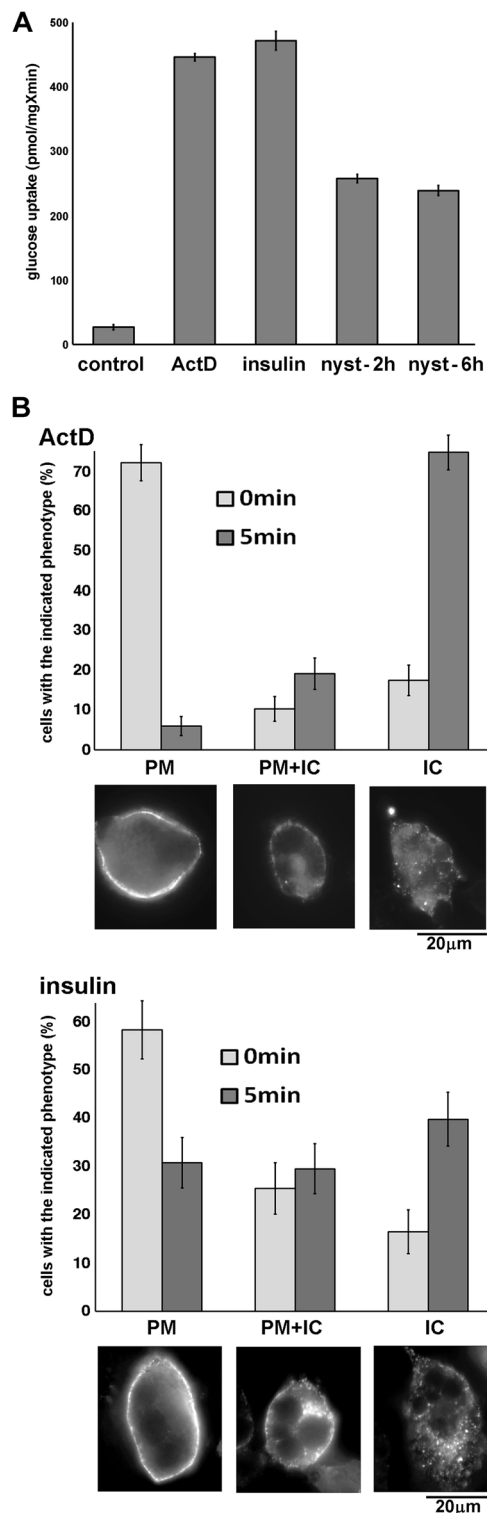 A
500
400
300
200
100
0
glucose uptake (pmol/mgXmin)
control ActD insulin nyst-2h nyst-6h
B
ActD
70
60
50
40
30
20
10
0
cells with the indicated phenotype (%)
0min
5min
PM PM+IC IC
20µm
insulin
60
50
40
30
20
10
0
cells with the indicated phenotype (%)
0min
5min
PM PM+IC IC
20µm